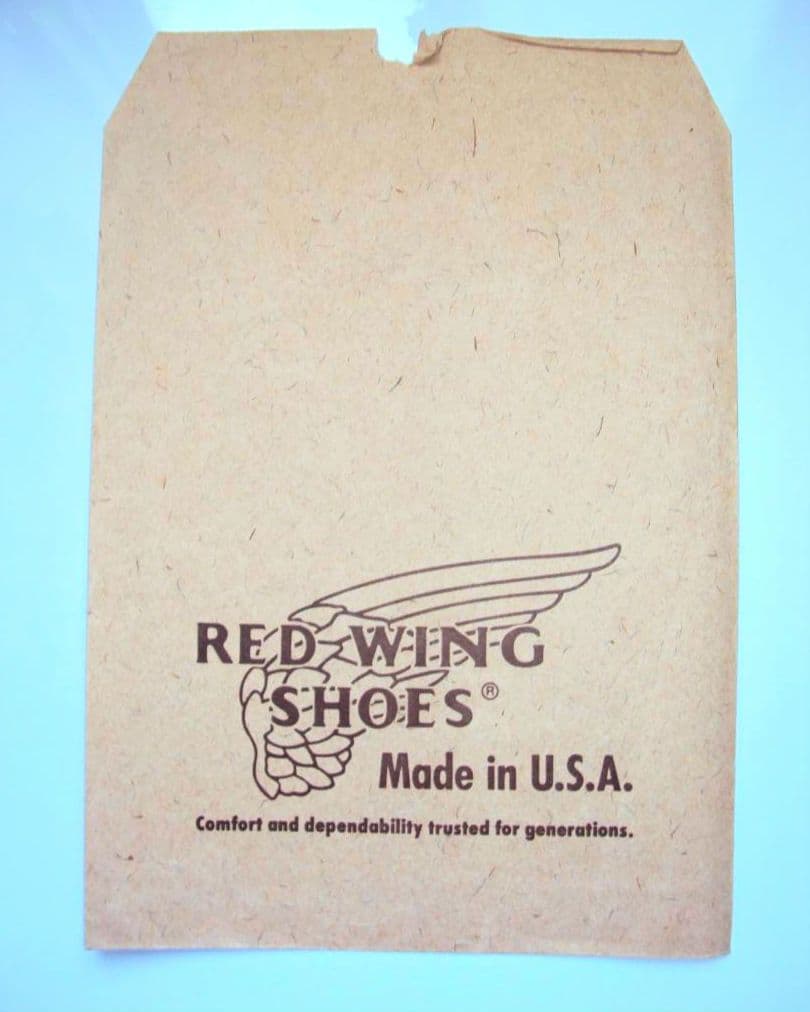 RED WING
SHOES®
Made in U.S.A.
Comfort and dependability trusted for generations.